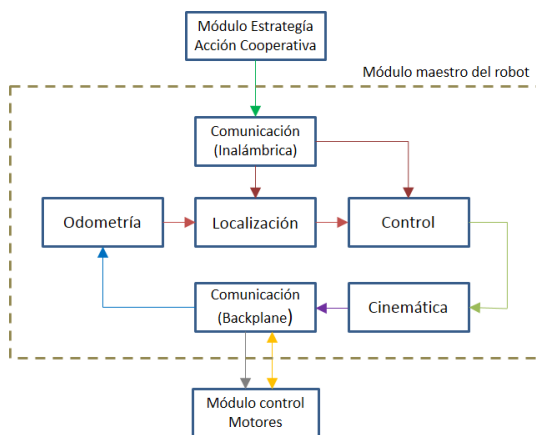 Módulo Estrategía
Acción Cooperativa
Módulo maestro del robot
Comunicación
(Inalámbrica)
Odometría
Localización
Control
Comunicación
(Backplane)
Cinemática
Módulo control
Motores